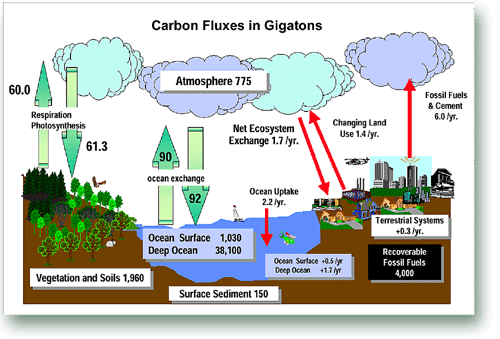 Carbon Fluxes in Gigatons
Atmosphere 775
60.0
Respiration
Photosynthesis
61.3
90
ocean exchange
92
Net Ecosystem
Exchange 1.7 /yr.
Changing Land
Use 1.4 /yr.
Fossil Fuels
& Cement
6.0 /yr.
Ocean Uptake
2.2 /yr.
Ocean Surface 1,030
Deep Ocean 38,100
Terrestrial Systems
+0.3 /yr.
Vegetation and Soils 1,960
Ocean Surface +0.5 /yr
Deep Ocean +1.7 /yr
Recoverable
Fossil Fuels
4,000
Surface Sediment 150